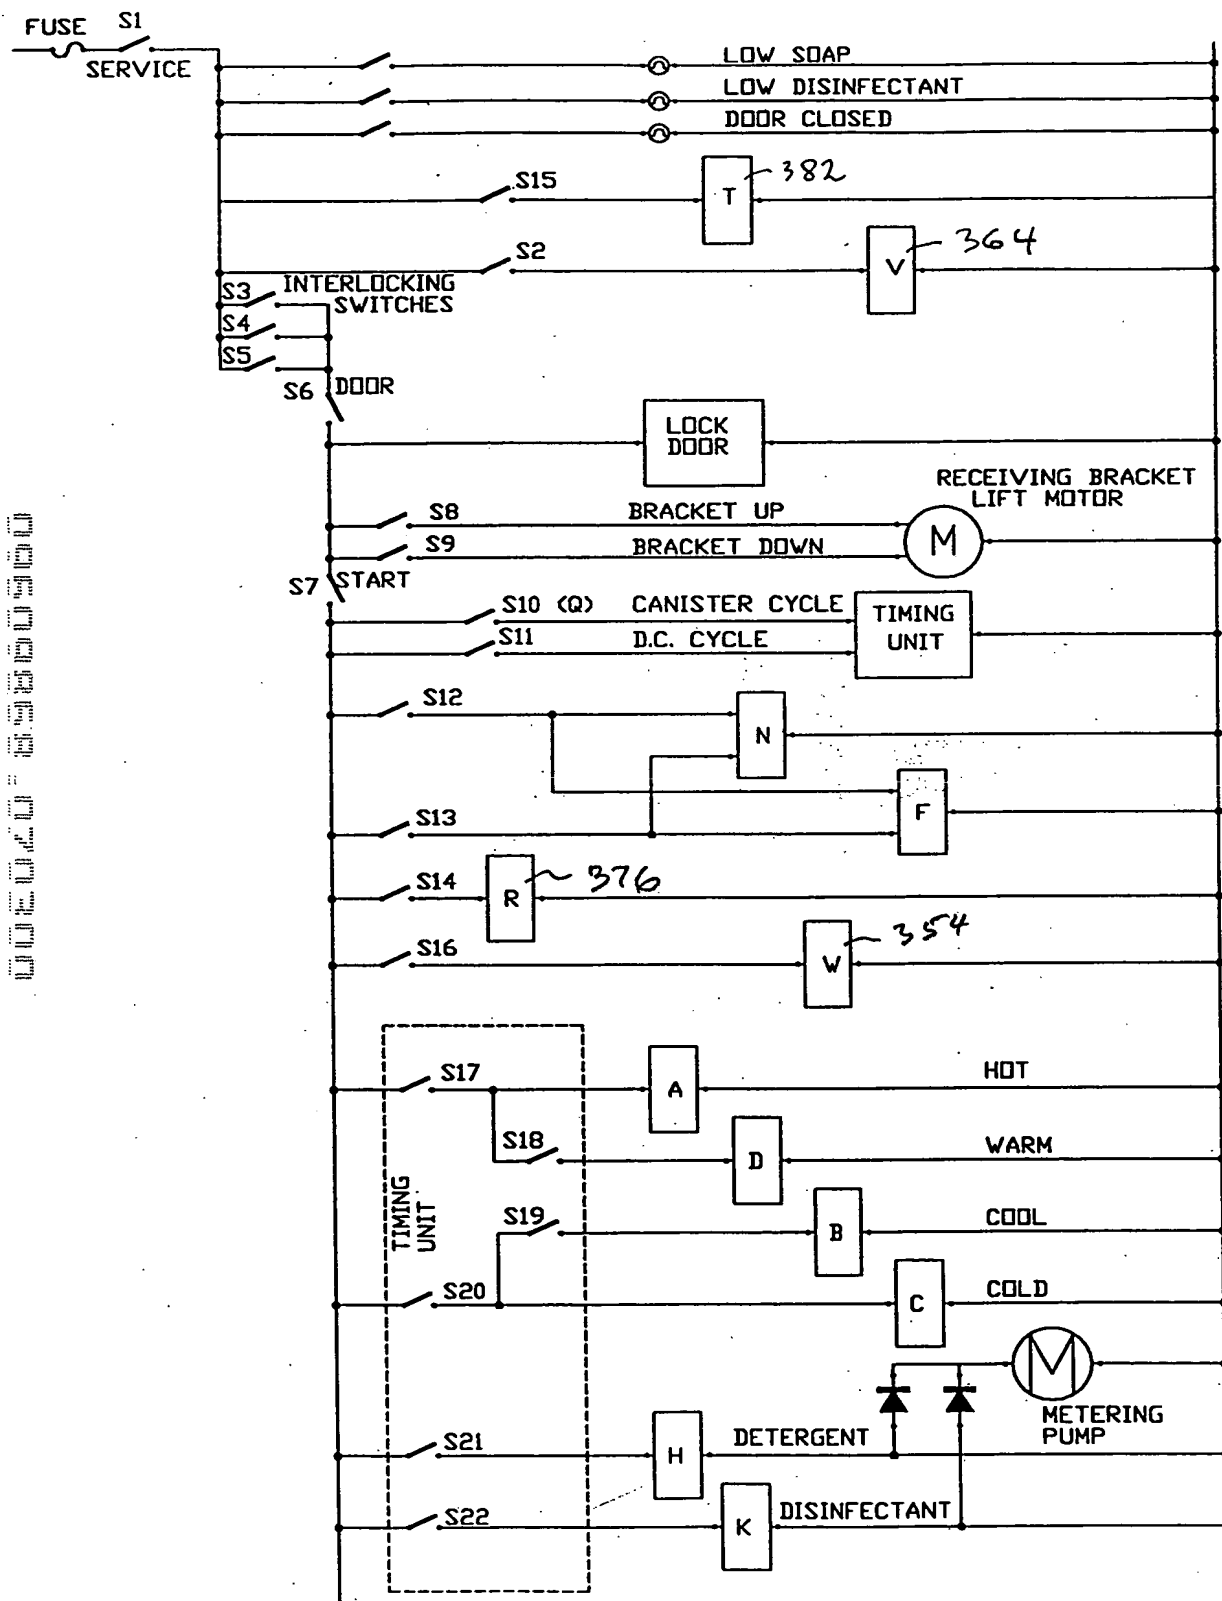 FUSE S1
SERVICE
LOW SOAP
LOW DISINFECTANT
DOOR CLOSED
S15
T
382
S2
V
364
INTERLOCKING
SWITCHES
S3
S4
S5
S6 DOOR
LOCK
DOOR
RECEIVING BRACKET
LIFT MOTOR
S8 BRACKET UP
M
S9 BRACKET DOWN
S7 START
S10 (Q) CANISTER CYCLE
S11 D.C. CYCLE
TIMING
UNIT
S12
N
F
S13
S14
R
376
S16
W
354
S17
A
HOT
S18
D
WARM
TIMING
UNIT
S19
B
COOL
S20
C
COLD
M
METERING
PUMP
S21
H
DETERGENT
S22
K
DISINFECTANT